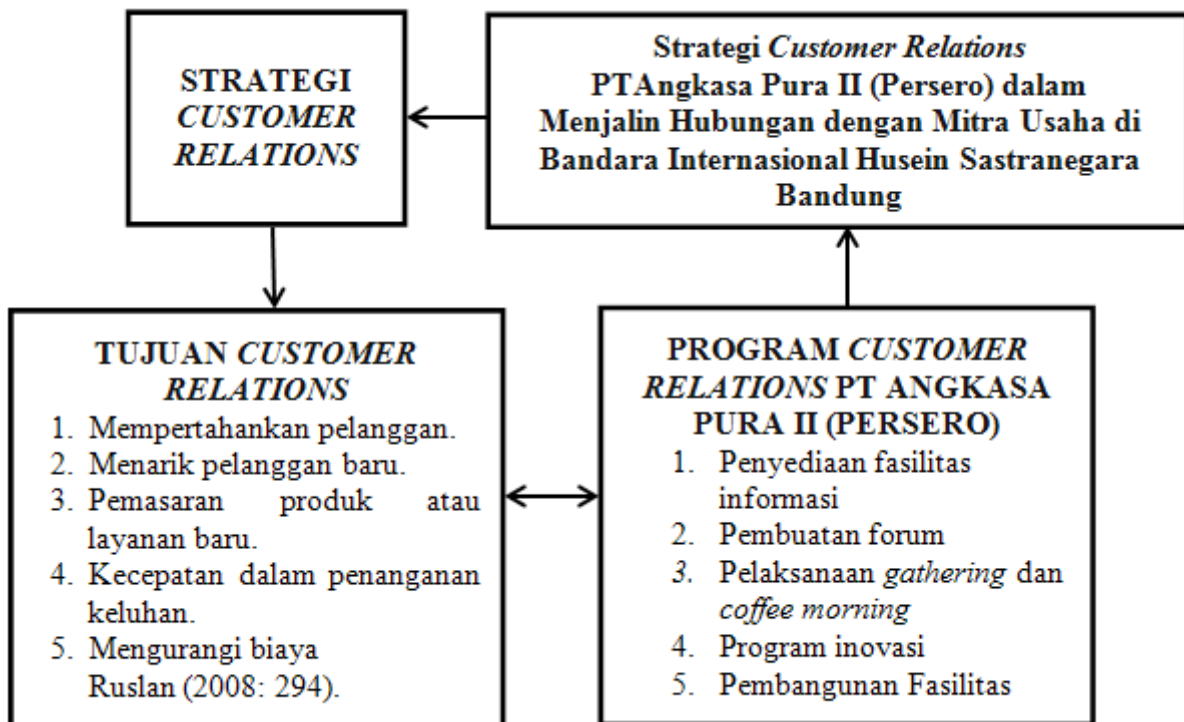 STRATEGI
CUSTOMER
RELATIONS
Strategi Customer Relations
PTAngkasa Pura II (Persero) dalam
Menjalin Hubungan dengan Mitra Usaha di
Bandara Internasional Husein Sastranegara
Bandung
TUJUAN CUSTOMER
RELATIONS
1. Mempertahankan pelanggan.
2. Menarik pelanggan baru.
3. Pemasaran produk atau
layanan baru.
4. Kecepatan dalam penanganan
keluhan.
5. Mengurangi biaya
Ruslan (2008: 294).
PROGRAM CUSTOMER
RELATIONS PT ANGKASA
PURA II (PERSERO)
1. Penyediaan fasilitas
informasi
2. Pembuatan forum
3. Pelaksanaan gathering dan
coffee morning
4. Program inovasi
5. Pembangunan Fasilitas